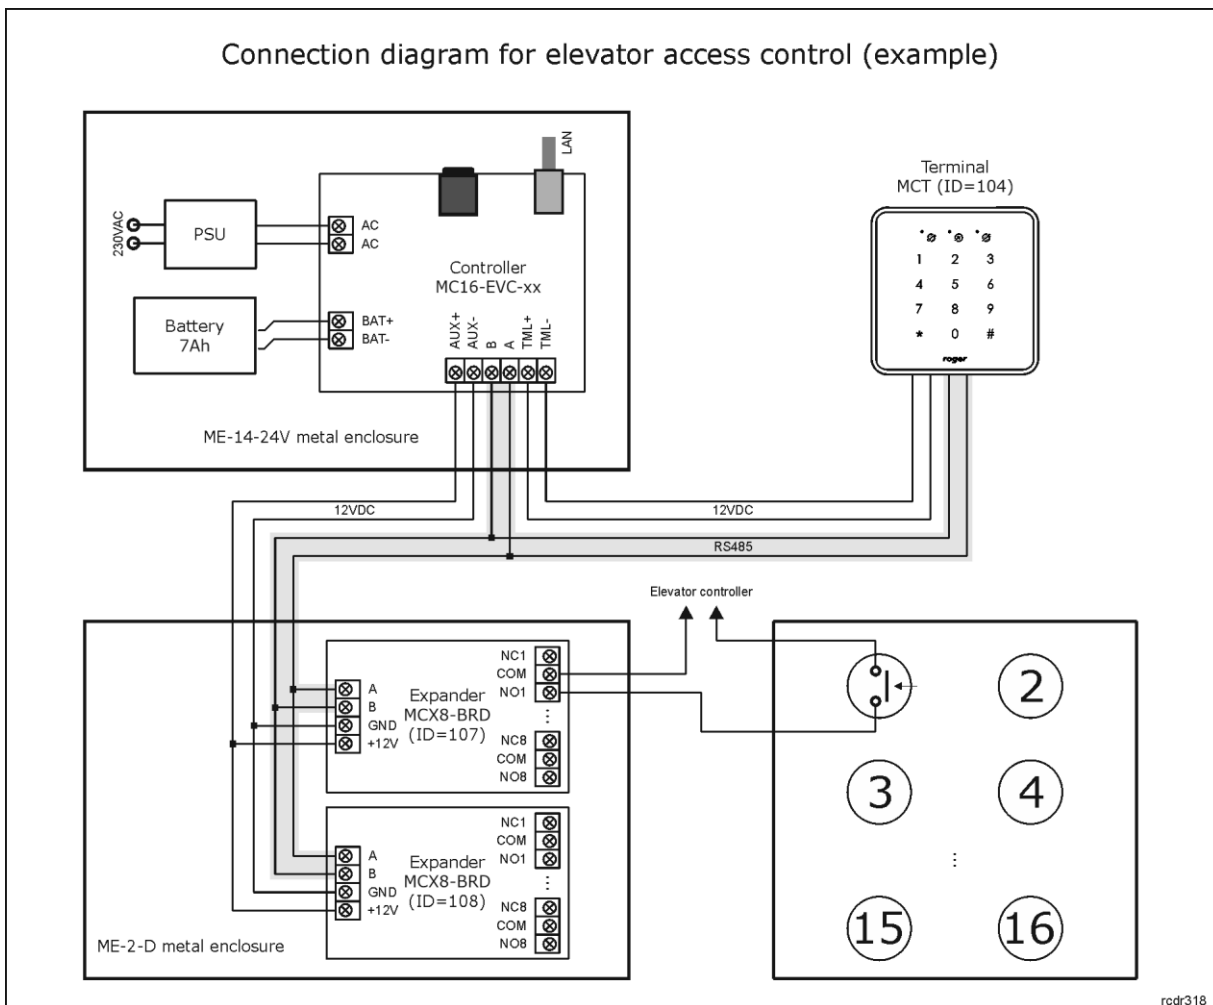 Connection diagram for elevator access control (example)
LAN
Terminal
MCT (ID=104)
230VAC
PSU
AC
AC
Controller
MC16-EVC-xx
Battery
7Ah
BAT+
BAT-
AUX+
AUX-
B
A
TML+
TML-
1 2 3
4 5 6
7 8 9
* 0 #
roger
ME-14-24V metal enclosure
12VDC
12VDC
RS485
Elevator controller
A
B
GND
+12V
Expander
MCX8-BRD
(ID=107)
NC1
COM
NO1
⋮
NC8
COM
NO8
A
B
GND
+12V
Expander
MCX8-BRD
(ID=108)
NC1
COM
NO1
⋮
NC8
COM
NO8
ME-2-D metal enclosure
2
3 4
⋮
15 16
rcdr318